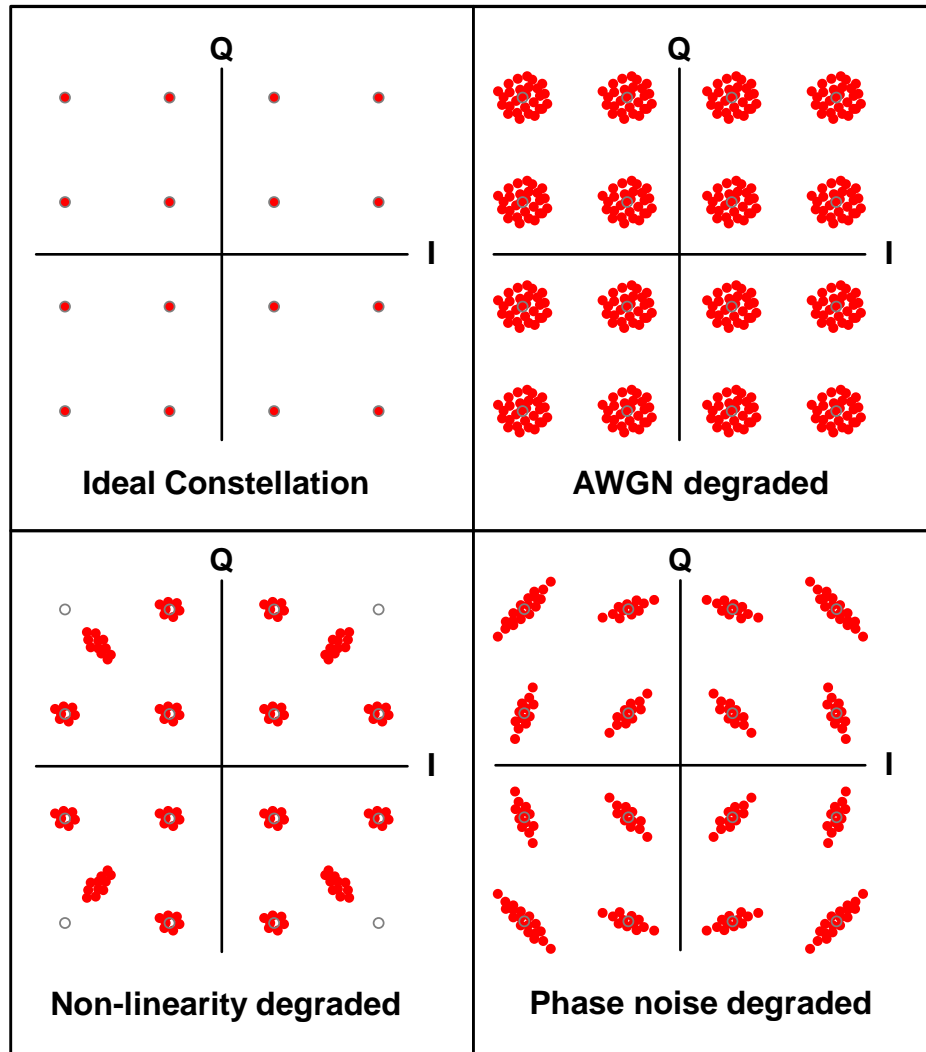 Q
I
Ideal Constellation
Q
I
AWGN degraded
Q
I
Non-linearity degraded
Q
I
Phase noise degraded